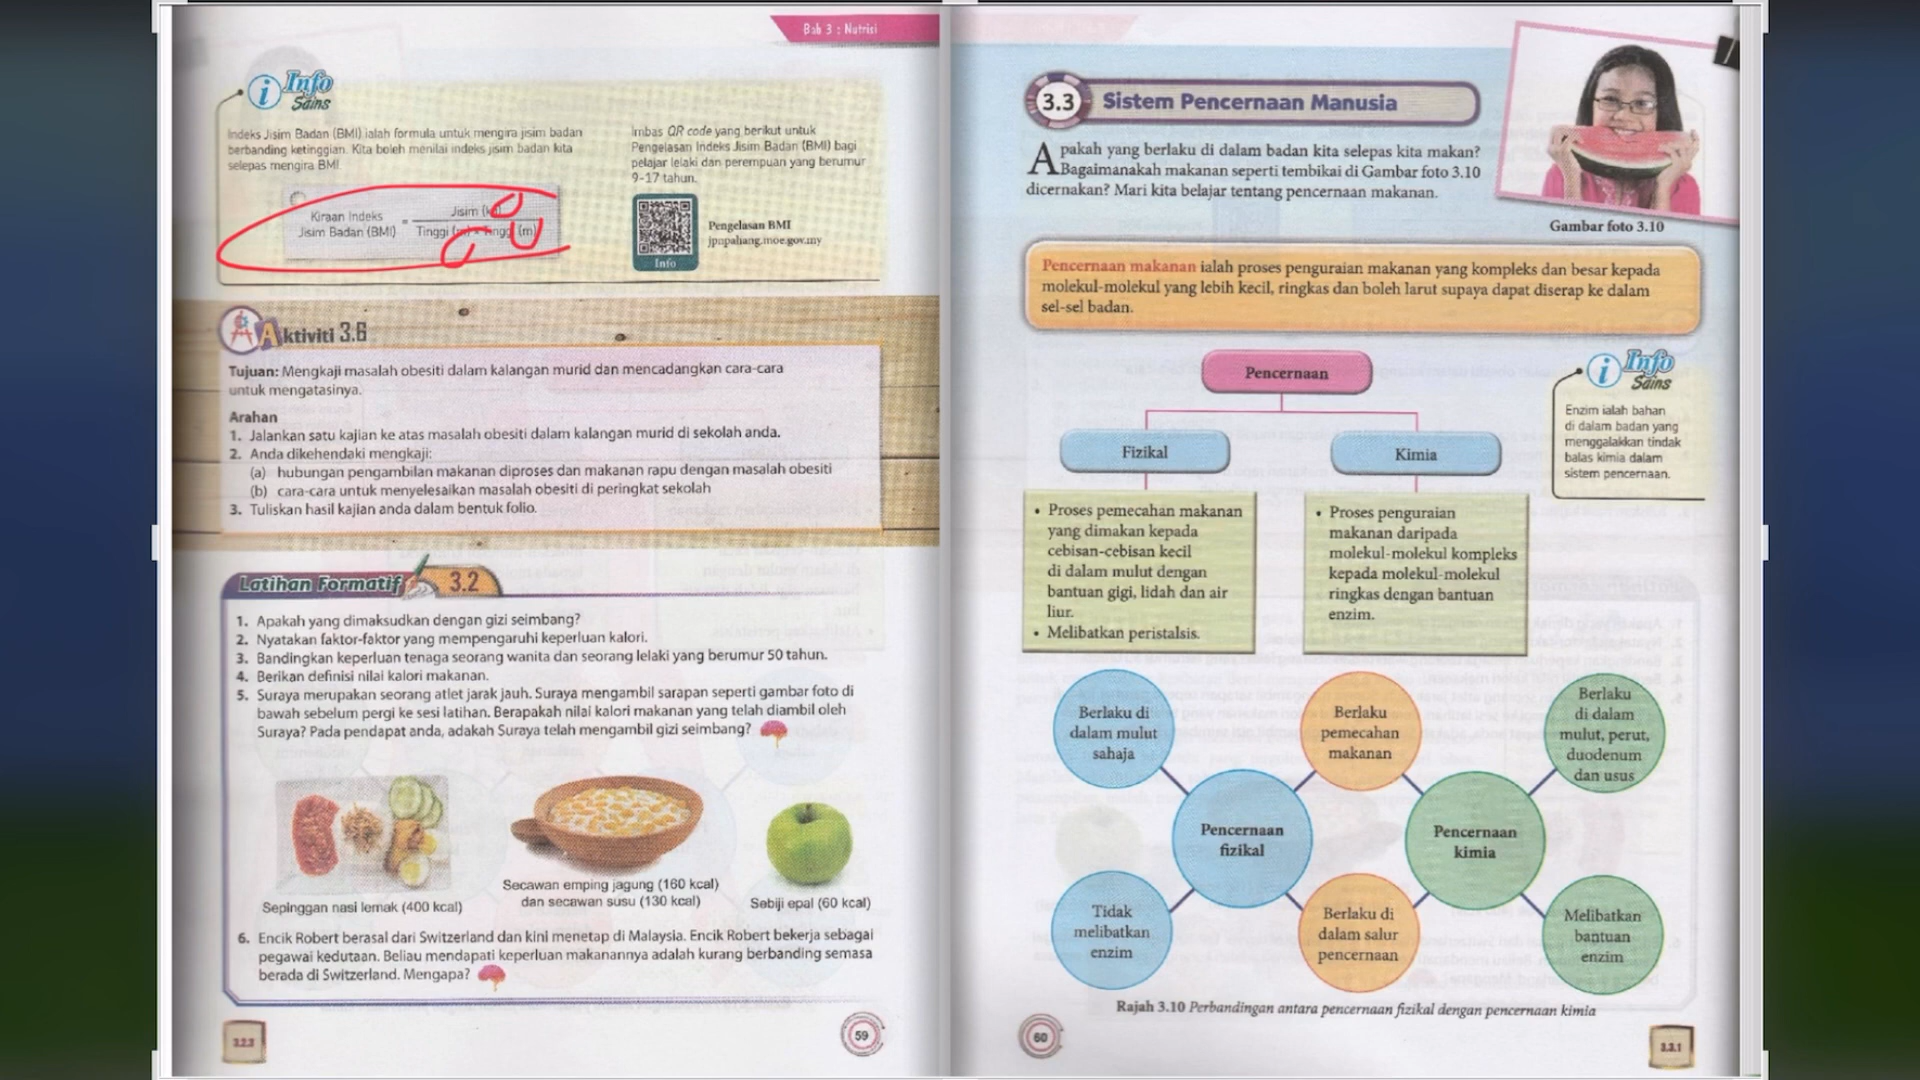 Bab 3 : Nutrisi
Info
Sains
Indeks Jisim Badan (BMI) ialah formula untuk mengira jisim badan
berbanding ketinggian. Kita boleh menilai indeks jisim badan kita
selepas mengira BMI.
Kiraan Indeks
Jisim Badan (BMI)
=
Jisim
Tinggi
(m)
Imbas QR code yang berikut untuk
Pengelasan Indeks Jisim Badan (BMI) bagi
pelajar lelaki dan perempuan yang berumur
9-17 tahun.
Info
Pengelasan BMI
jpnpahang.moe.gov.my
Aktiviti 3.6
Tujuan: Mengkaji masalah obesiti dalam kalangan murid dan mencadangkan cara-cara
untuk mengatasinya.
Arahan
1. Jalankan satu kajian ke atas masalah obesiti dalam kalangan murid di sekolah anda.
2. Anda dikehendaki mengkaji:
(a) hubungan pengambilan makanan diproses dan makanan rapu dengan masalah obesiti
(b) cara-cara untuk menyelesaikan masalah obesiti di peringkat sekolah
3. Tuliskan hasil kajian anda dalam bentuk folio.
Latihan Formatif 3.2
1. Apakah yang dimaksudkan dengan gizi seimbang?
2. Nyatakan faktor-faktor yang mempengaruhi keperluan kalori.
3. Bandingkan keperluan tenaga seorang wanita dan seorang lelaki yang berumur 50 tahun.
4. Berikan definisi nilai kalori makanan.
5. Suraya merupakan seorang atlet jarak jauh. Suraya mengambil sarapan seperti gambar foto di
bawah sebelum pergi ke sesi latihan. Berapakah nilai kalori makanan yang telah diambil oleh
Suraya? Pada pendapat anda, adakah Suraya telah mengambil gizi seimbang?
Sepinggan nasi lemak (400 kcal)
Secawan emping jagung (160 kcal)
dan secawan susu (130 kcal)
Sebiji epal (60 kcal)
6. Encik Robert berasal dari Switzerland dan kini menetap di Malaysia. Encik Robert bekerja sebagai
pegawai kedutaan. Beliau mendapati keperluan makanannya adalah kurang berbanding semasa
berada di Switzerland. Mengapa?
3.2.3
59
3.3 Sistem Pencernaan Manusia
Apakah yang berlaku di dalam badan kita selepas kita makan?
Bagaimanakah makanan seperti tembikai di Gambar foto 3.10
dicernakan? Mari kita belajar tentang pencernaan makanan.
Gambar foto 3.10
Pencernaan makanan ialah proses penguraian makanan yang kompleks dan besar kepada
molekul-molekul yang lebih kecil, ringkas dan boleh larut supaya dapat diserap ke dalam
sel-sel badan.
Pencernaan
Fizikal
Kimia
• Proses pemecahan makanan
yang dimakan kepada
cebisan-cebisan kecil
di dalam mulut dengan
bantuan gigi, lidah dan air
liur.
• Melibatkan peristalsis.
• Proses penguraian
makanan daripada
molekul-molekul kompleks
kepada molekul-molekul
ringkas dengan bantuan
enzim.
Info
Sains
Enzim ialah bahan
di dalam badan yang
menggalakkan tindak
balas kimia dalam
sistem pencernaan.
Berlaku di
dalam mulut
sahaja
Berlaku
pemecahan
makanan
Berlaku
di dalam
mulut, perut,
duodenum
dan usus
Pencernaan
fizikal
Pencernaan
kimia
Tidak
melibatkan
enzim
Berlaku di
dalam salur
pencernaan
Melibatkan
bantuan
enzim
Rajah 3.10 Perbandingan antara pencernaan fizikal dengan pencernaan kimia
60
3.3.1